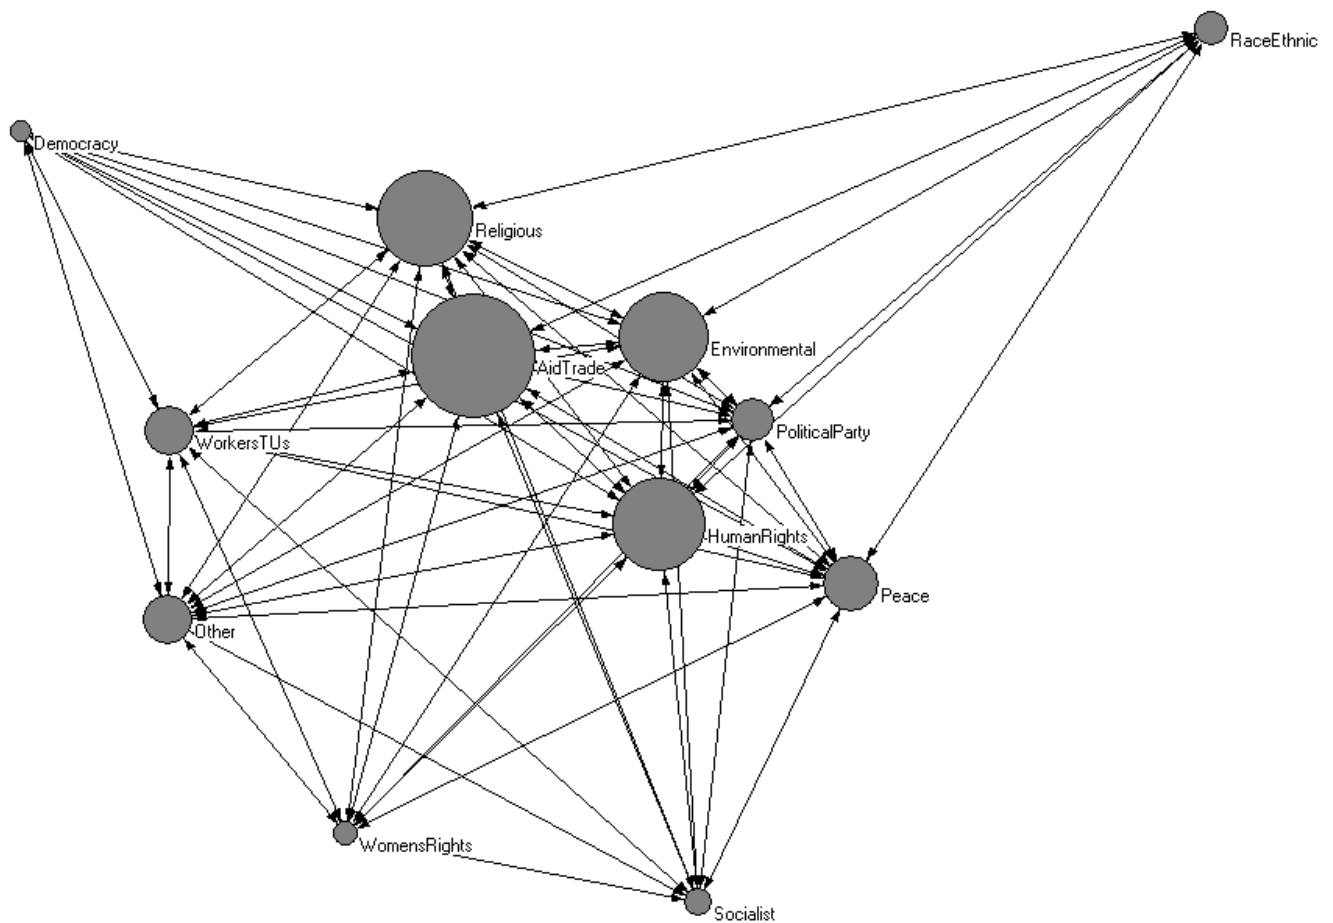 RaceEthnic
Democracy
Religious
Environmental
AidTrade
PoliticalParty
WorkersTUs
HumanRights
Peace
Other
WomensRights
Socialist